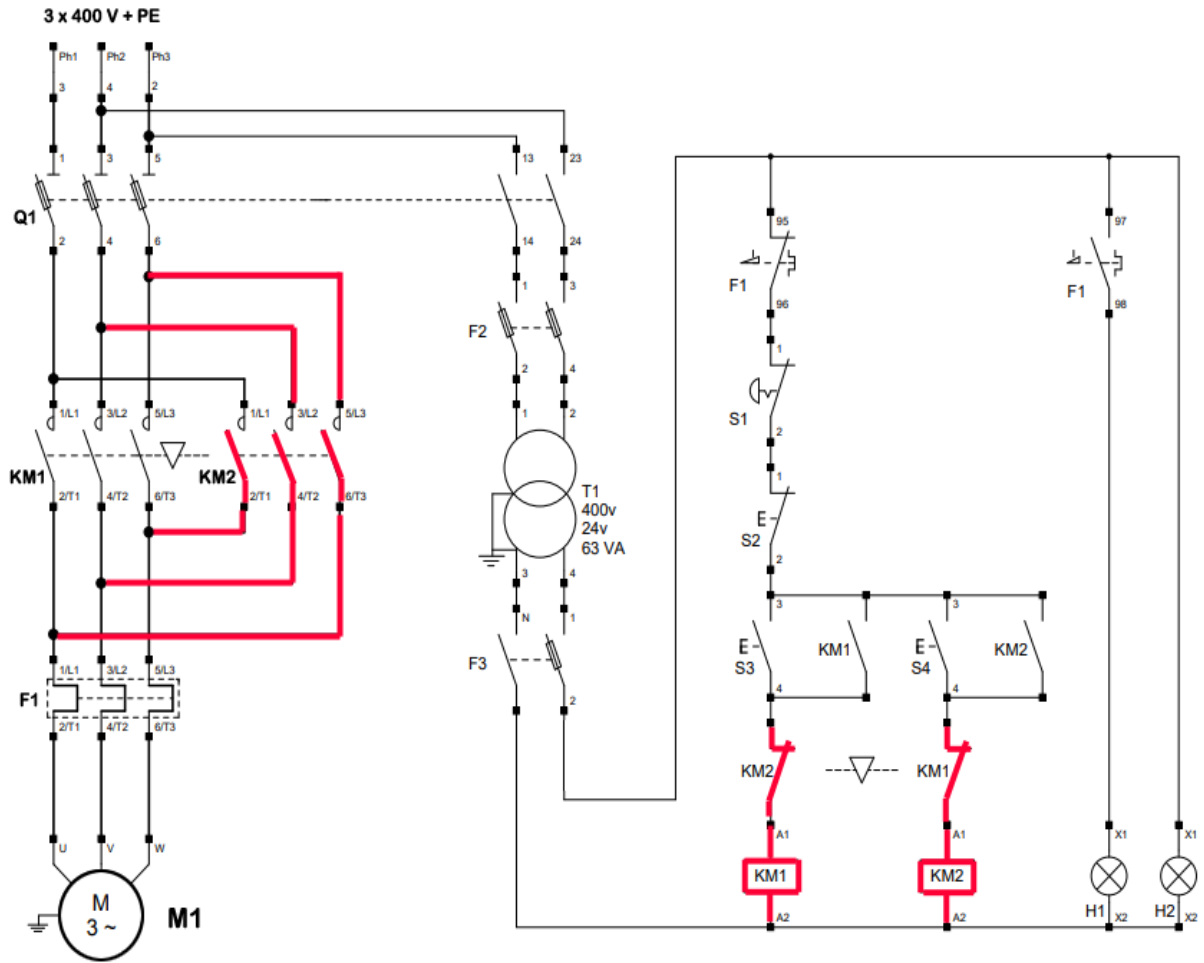 3 x 400 V + PE
Ph1 Ph2 Ph3
3 4 2
1 3 5 13 23
Q1
2 4 6 14 24
1 3
F2
2 4
1 2
95 97
F1 F1
96 98
1
S1
2
1
S2
2
1/L1 3/L2 5/L3 1/L1 3/L2 5/L3
KM1 KM2
2/T1 4/T2 6/T3 2/T1 4/T2 6/T3
T1
400v
24v
63 VA
3 4
N 1
F3
2
3 3
E E
S3 KM1 S4 KM2
4 4
1/L1 3/L2 5/L3
F1
2/T1 4/T2 6/T3
KM2 KM1
A1 A1 X1 X1
KM1 KM2
A2 A2 H1 X2 H2 X2
U V W
M
3 ~
M1